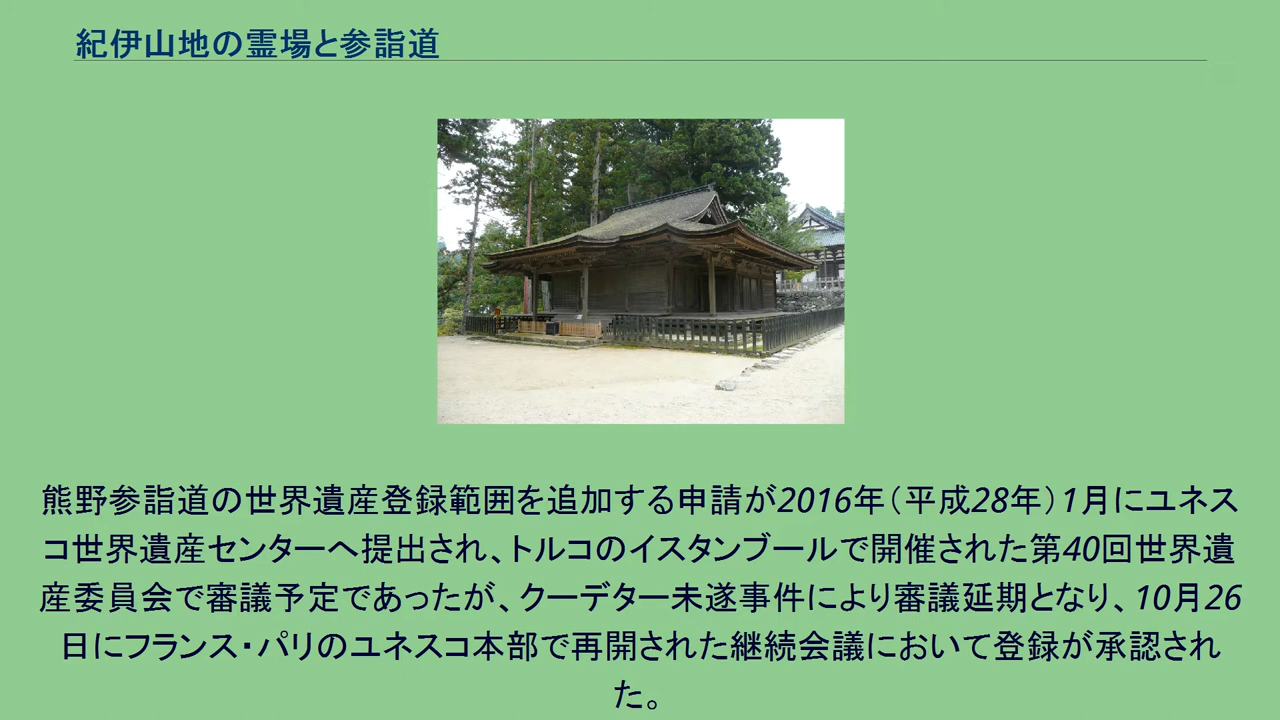 紀伊山地の霊場と参詣道
熊野参詣道の世界遺産登録範囲を追加する申請が2016年（平成28年）1月にユネス
コ世界遺産センターへ提出され、トルコのイスタンブールで開催された第40回世界遺
産委員会で審議予定であったが、クーデター未遂事件により審議延期となり、10月26
日にフランス・パリのユネスコ本部で再開された継続会議において登録が承認され
た。